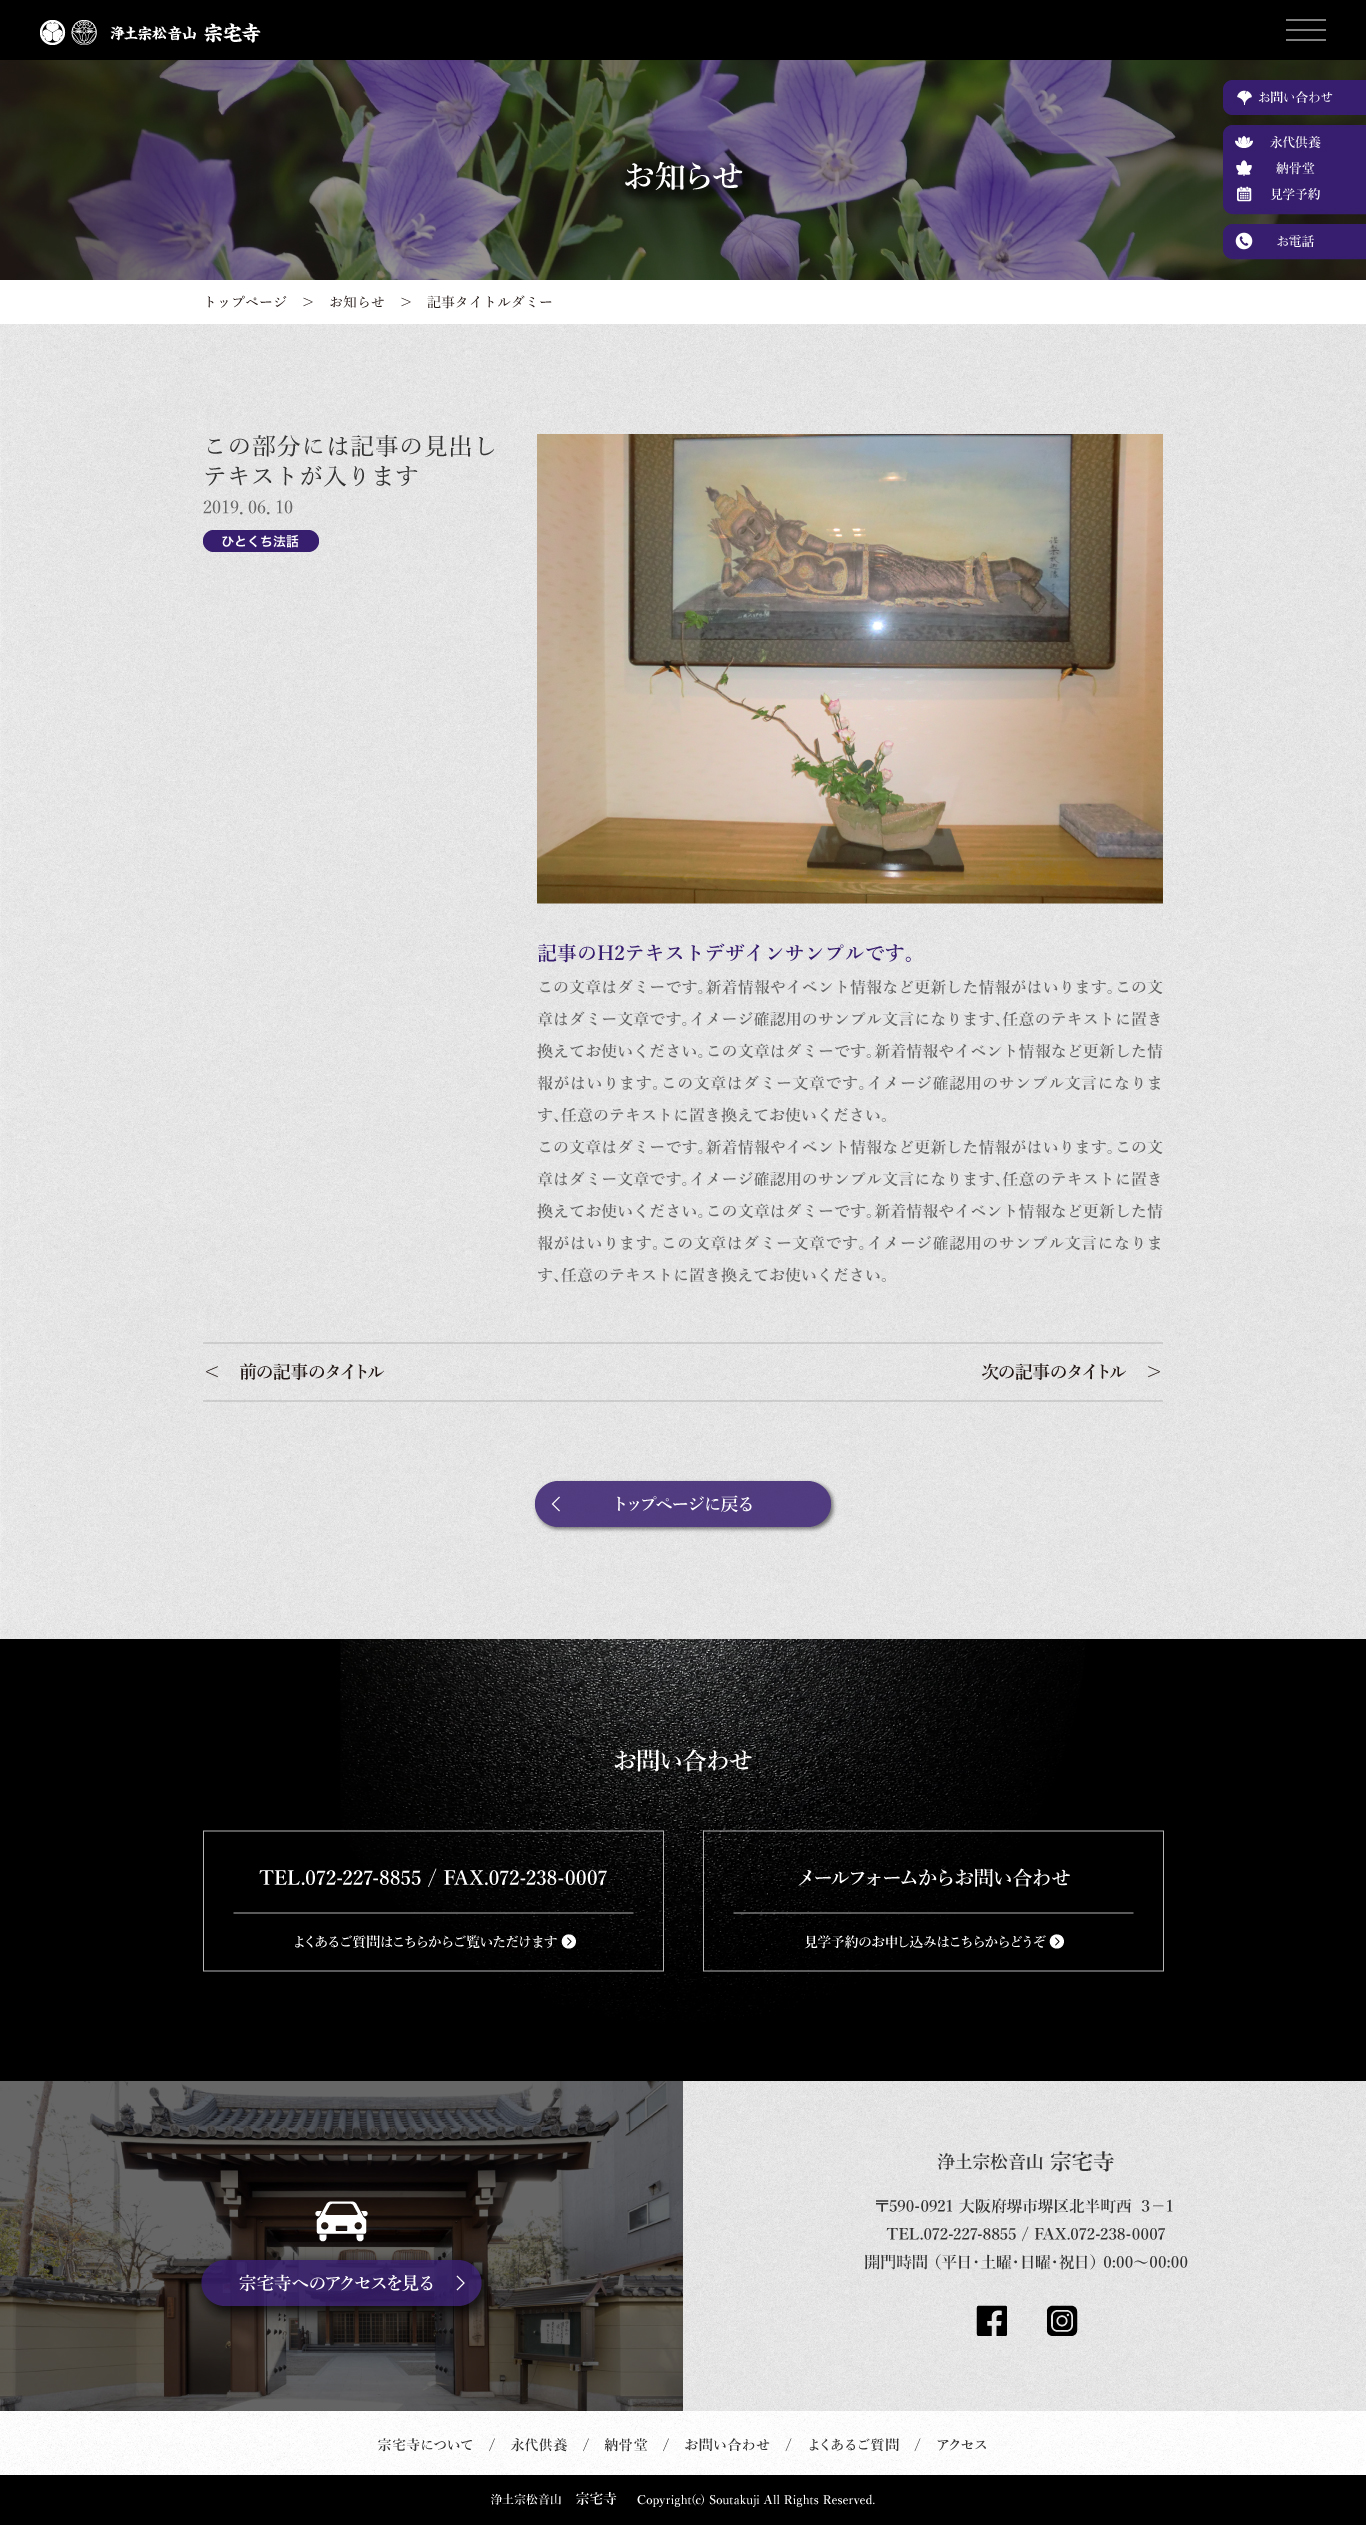 浄土宗松音山 宗宅寺
お問い合わせ
永代供養
納骨堂
見学予約
お電話
お知らせ
トップページ > お知らせ > 記事タイトルダミー
この部分には記事の見出し
テキストが入ります
2019. 06. 10
ひとくち法話
記事のH2テキストデザインサンプルです。
この文章はダミーです。新着情報やイベント情報など更新した情報がはいります。この文
章はダミー文章です。イメージ確認用のサンプル文言になります、任意のテキストに置き
換えてお使いください。この文章はダミーです。新着情報やイベント情報など更新した情
報がはいります。この文章はダミー文章です。イメージ確認用のサンプル文言になりま
す、任意のテキストに置き換えてお使いください。
この文章はダミーです。新着情報やイベント情報など更新した情報がはいります。この文
章はダミー文章です。イメージ確認用のサンプル文言になります、任意のテキストに置き
換えてお使いください。この文章はダミーです。新着情報やイベント情報など更新した情
報がはいります。この文章はダミー文章です。イメージ確認用のサンプル文言になりま
す、任意のテキストに置き換えてお使いください。
< 前の記事のタイトル
次の記事のタイトル >
トップページに戻る
お問い合わせ
TEL.072-227-8855 / FAX.072-238-0007
よくあるご質問はこちらからご覧いただけます
メールフォームからお問い合わせ
見学予約のお申し込みはこちらからどうぞ
宗宅寺へのアクセスを見る
浄土宗松音山 宗宅寺
〒590-0921 大阪府堺市堺区北半町西 3−1
TEL.072-227-8855 / FAX.072-238-0007
開門時間（平日・土曜・日曜・祝日）0:00〜00:00
宗宅寺について / 永代供養 / 納骨堂 / お問い合わせ / よくあるご質問 / アクセス
浄土宗松音山 宗宅寺 Copyright(c) Soutakuji All Rights Reserved.